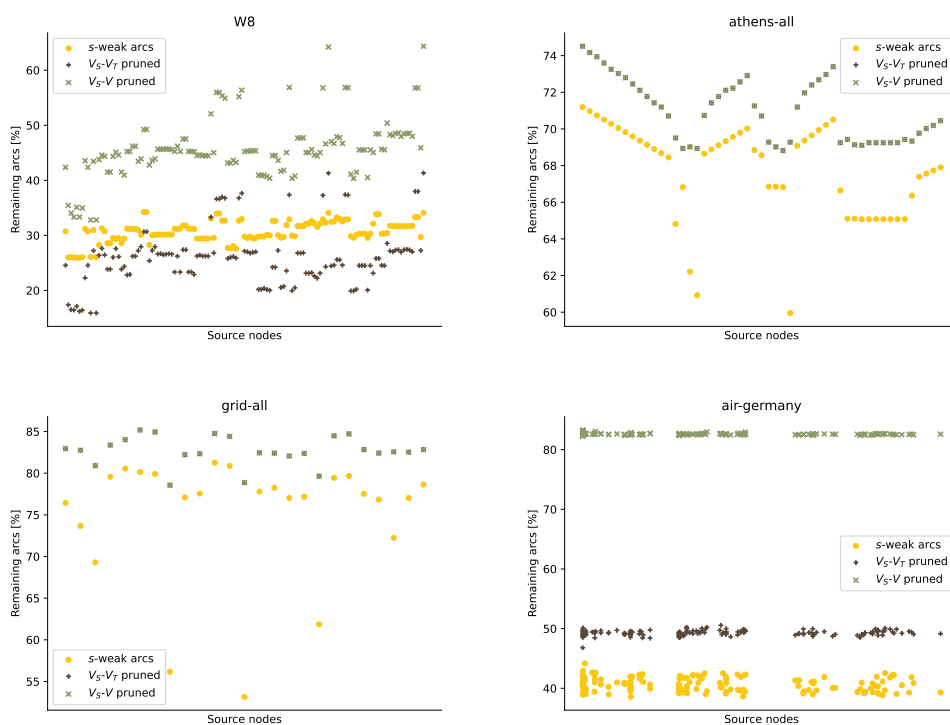 W8
Remaining arcs [%]
60
50
40
30
20
s-weak arcs
V_S-V_T pruned
V_S-V pruned
Source nodes
athens-all
Remaining arcs [%]
74
72
70
68
66
64
62
60
s-weak arcs
V_S-V_T pruned
V_S-V pruned
Source nodes
grid-all
Remaining arcs [%]
85
80
75
70
65
60
55
s-weak arcs
V_S-V_T pruned
V_S-V pruned
Source nodes
air-germany
Remaining arcs [%]
80
70
60
50
40
s-weak arcs
V_S-V_T pruned
V_S-V pruned
Source nodes